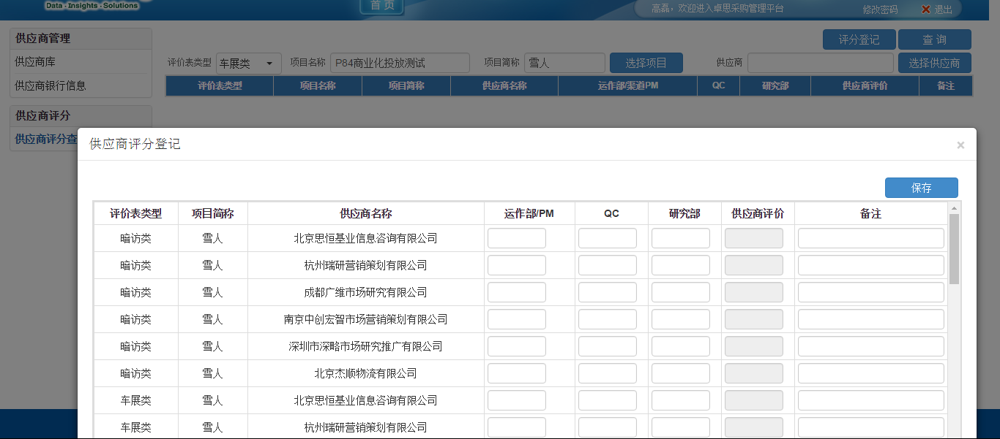 Data - Insights - Solutions
首 页
高磊，欢迎进入卓思采购管理平台
修改密码
退出
供应商管理
供应商库
供应商银行信息
供应商评分
供应商评分查
评分登记
查 询
评价表类型
车展类
项目名称
P84商业化投放测试
项目简称
雪人
选择项目
供应商
选择供应商
评价表类型 项目名称 项目简称 供应商名称 运作部/渠道PM QC 研究部 供应商评价 备注
供应商评分登记
×
保存
评价表类型 项目简称 供应商名称 运作部/PM QC 研究部 供应商评价 备注
暗访类 雪人 北京思恒基业信息咨询有限公司
暗访类 雪人 杭州瑞研营销策划有限公司
暗访类 雪人 成都广维市场研究有限公司
暗访类 雪人 南京中创宏智市场营销策划有限公司
暗访类 雪人 深圳市深略市场研究推广有限公司
暗访类 雪人 北京杰顺物流有限公司
车展类 雪人 北京思恒基业信息咨询有限公司
车展类 雪人 杭州瑞研营销策划有限公司